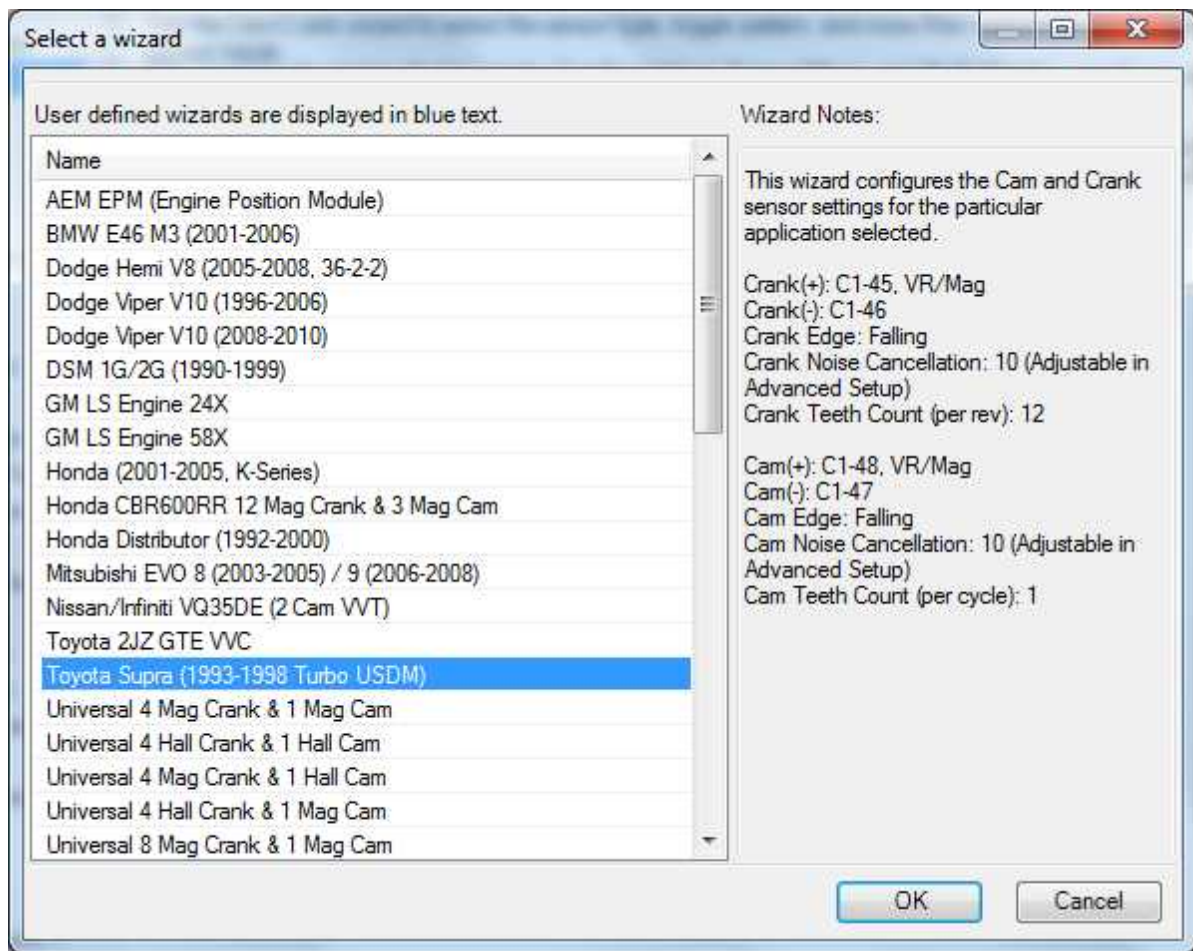 Select a wizard
User defined wizards are displayed in blue text.
Name
AEM EPM (Engine Position Module)
BMW E46 M3 (2001-2006)
Dodge Hemi V8 (2005-2008, 36-2-2)
Dodge Viper V10 (1996-2006)
Dodge Viper V10 (2008-2010)
DSM 1G/2G (1990-1999)
GM LS Engine 24X
GM LS Engine 58X
Honda (2001-2005, K-Series)
Honda CBR600RR 12 Mag Crank & 3 Mag Cam
Honda Distributor (1992-2000)
Mitsubishi EVO 8 (2003-2005) / 9 (2006-2008)
Nissan/Infiniti VQ35DE (2 Cam VVT)
Toyota 2JZ GTE VVC
Toyota Supra (1993-1998 Turbo USDM)
Universal 4 Mag Crank & 1 Mag Cam
Universal 4 Hall Crank & 1 Hall Cam
Universal 4 Mag Crank & 1 Hall Cam
Universal 4 Hall Crank & 1 Mag Cam
Universal 8 Mag Crank & 1 Mag Cam
Wizard Notes:
This wizard configures the Cam and Crank
sensor settings for the particular
application selected.
Crank(+): C1-45, VR/Mag
Crank(-): C1-46
Crank Edge: Falling
Crank Noise Cancellation: 10 (Adjustable in
Advanced Setup)
Crank Teeth Count (per rev): 12
Cam(+): C1-48, VR/Mag
Cam(-): C1-47
Cam Edge: Falling
Cam Noise Cancellation: 10 (Adjustable in
Advanced Setup)
Cam Teeth Count (per cycle): 1
OK
Cancel